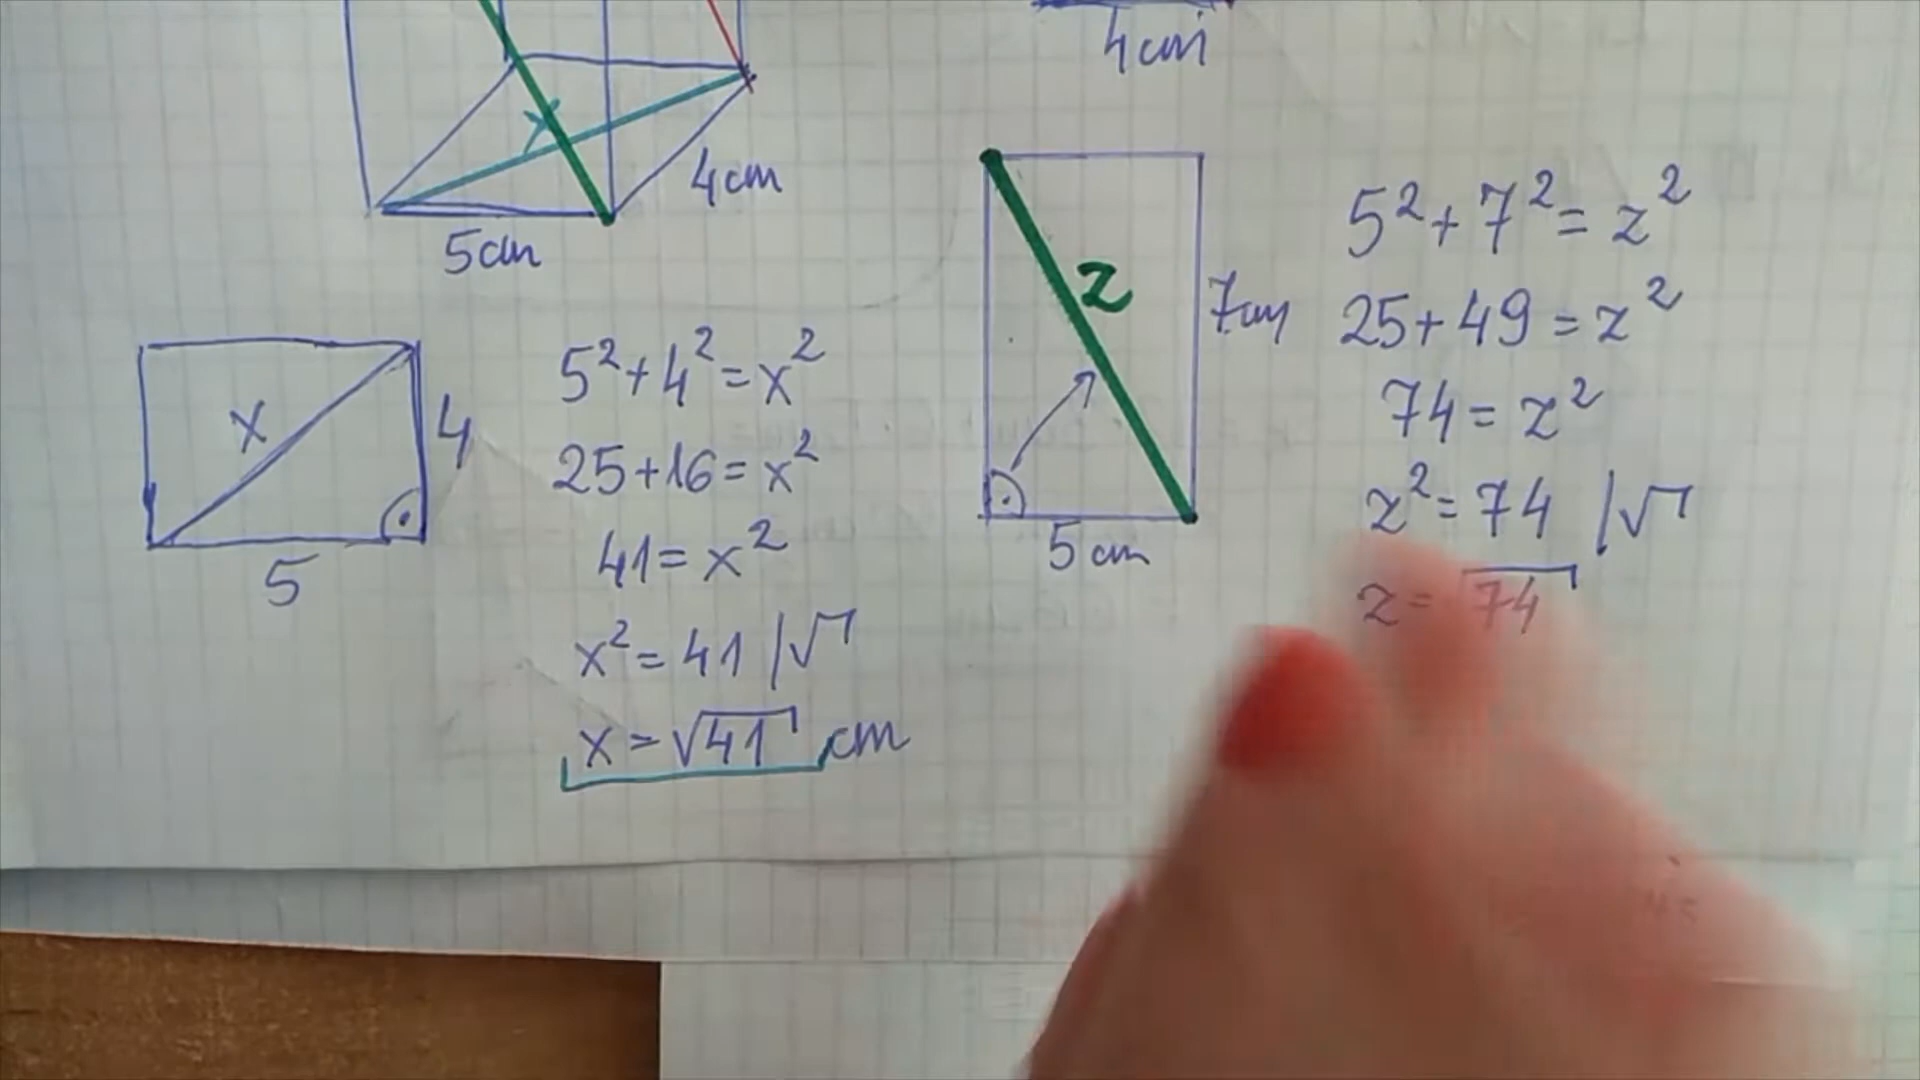 4cm
x
4cm
5cm
x
4
5
5²+4²=x²
25+16=x²
41=x²
x²=41 |√
x=√41 cm
z
7cm
5cm
5²+7²=z²
25+49=z²
74=z²
z²=74 |√
z=√74